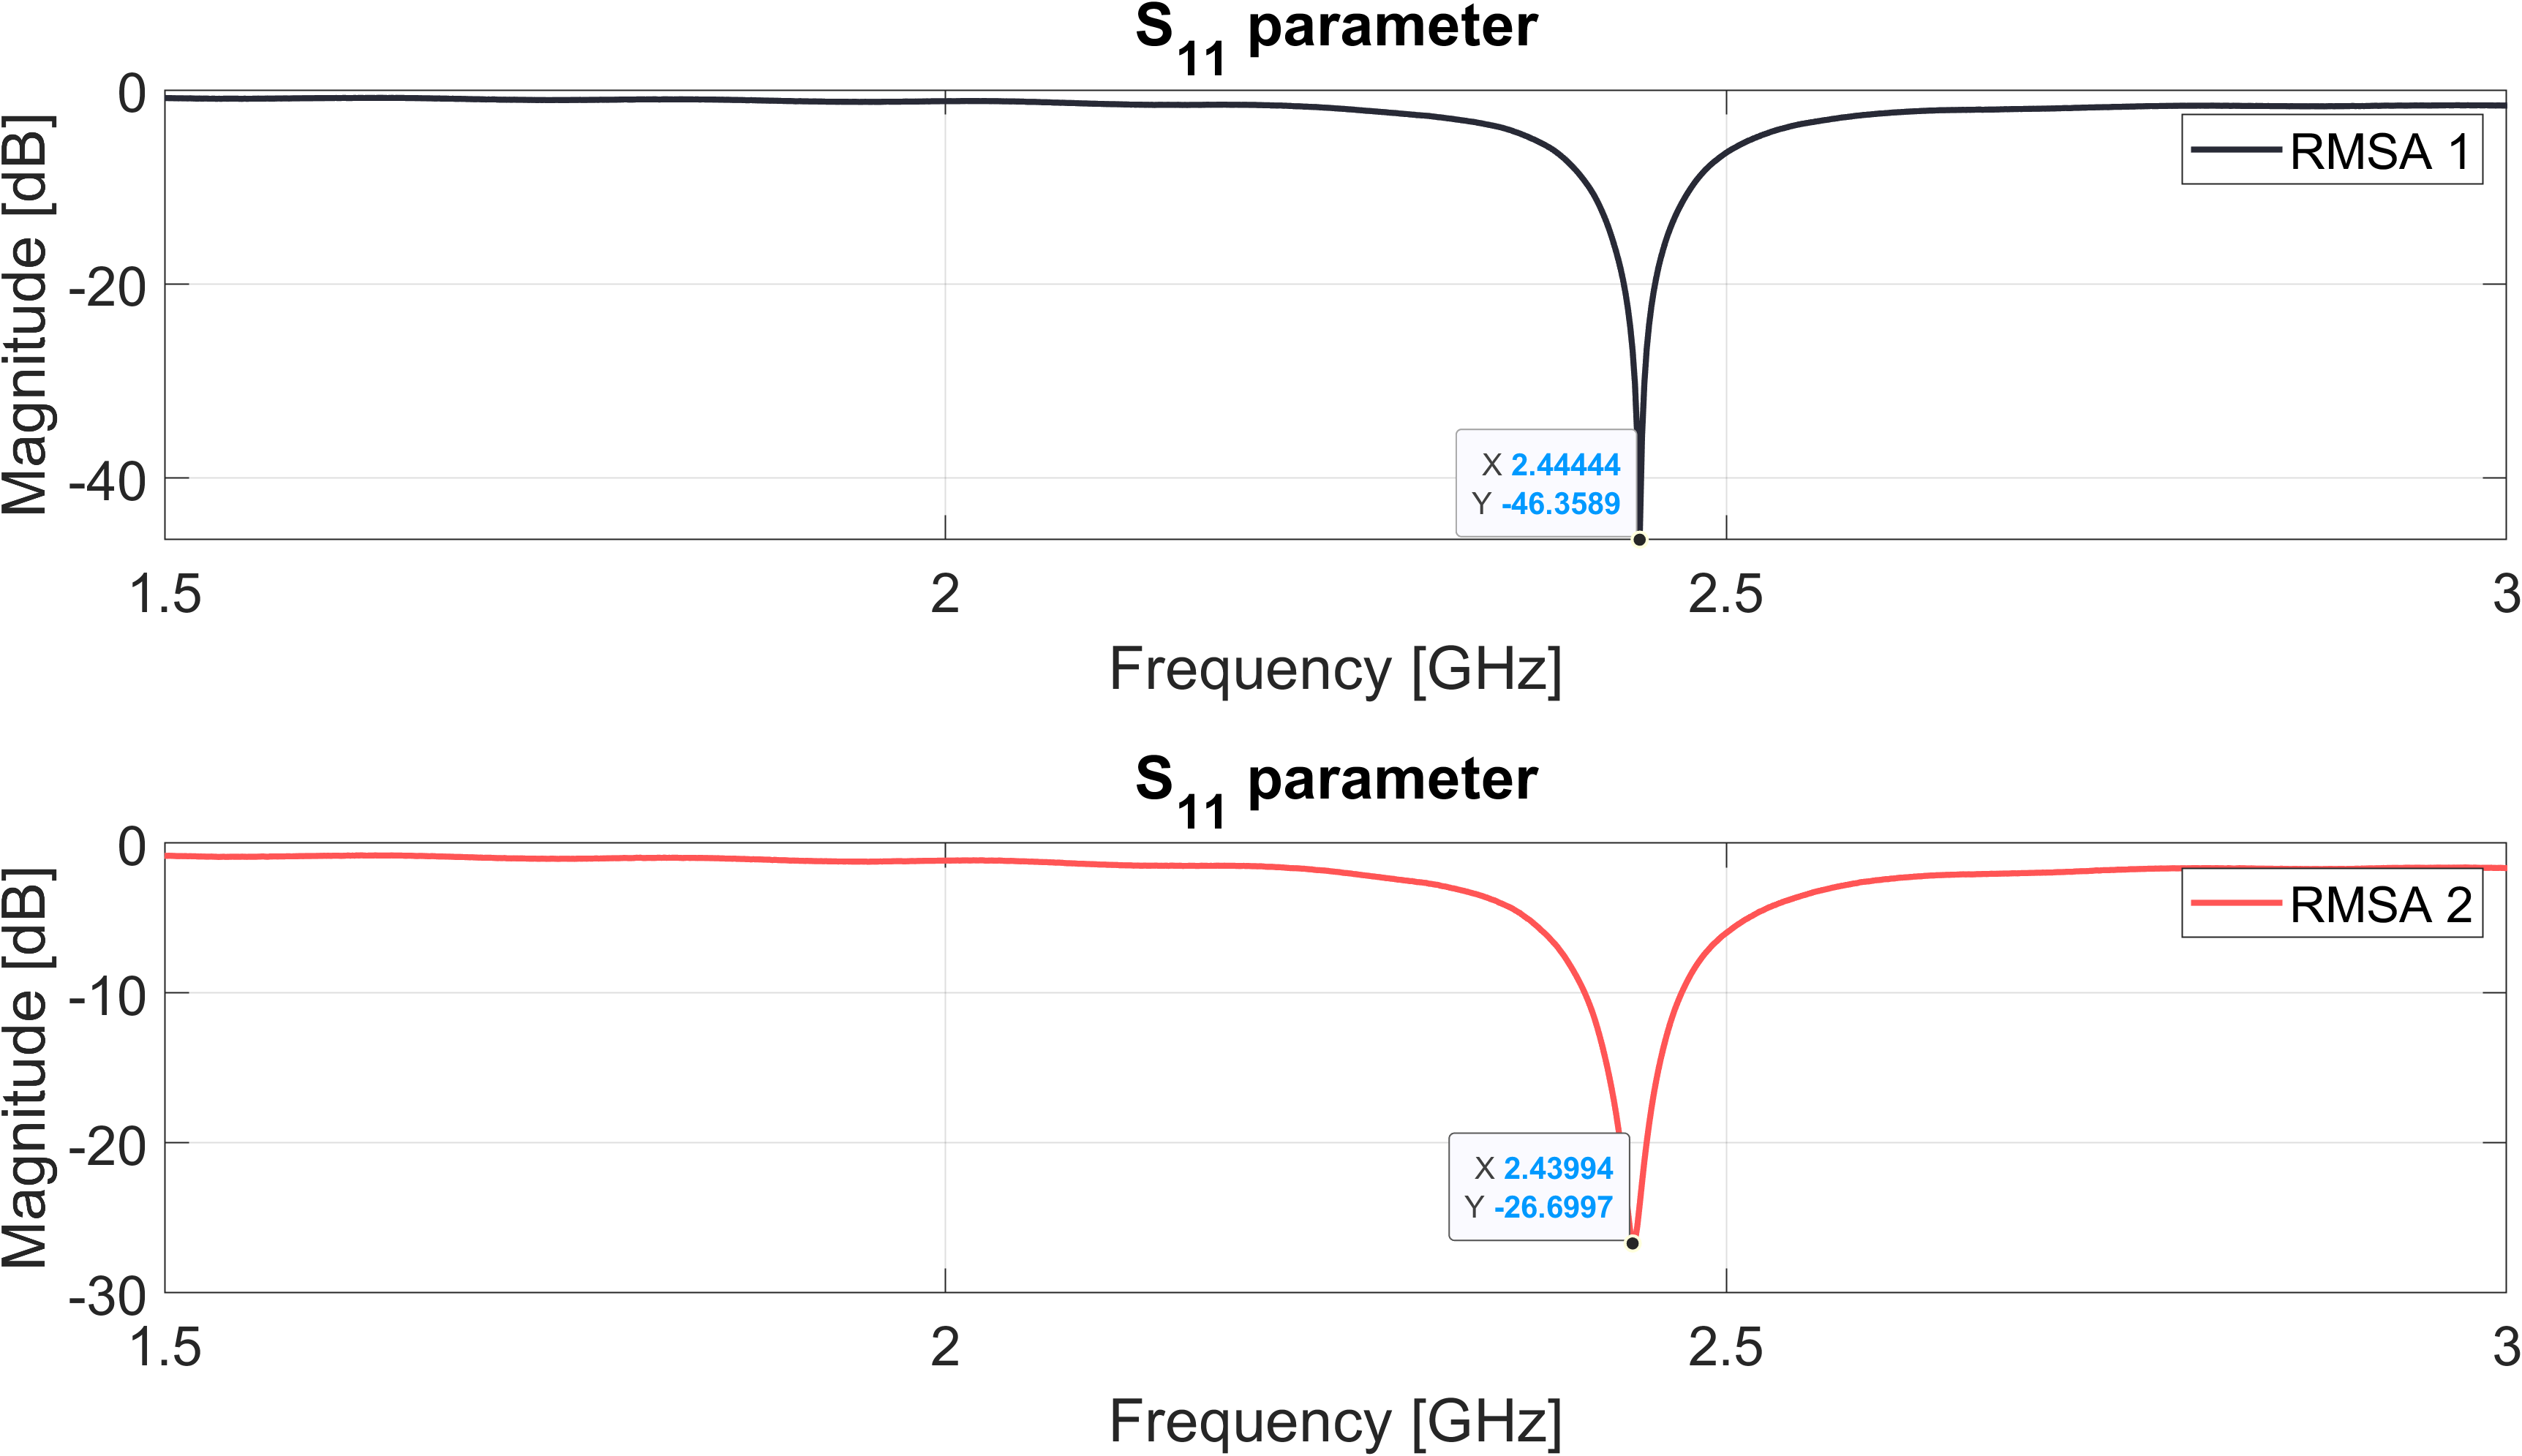 S11 parameter
0
-20
-40
Magnitude [dB]
RMSA 1
X 2.44444
Y -46.3589
1.5 2 2.5 3
Frequency [GHz]
S11 parameter
0
-10
-20
-30
Magnitude [dB]
RMSA 2
X 2.43994
Y -26.6997
1.5 2 2.5 3
Frequency [GHz]